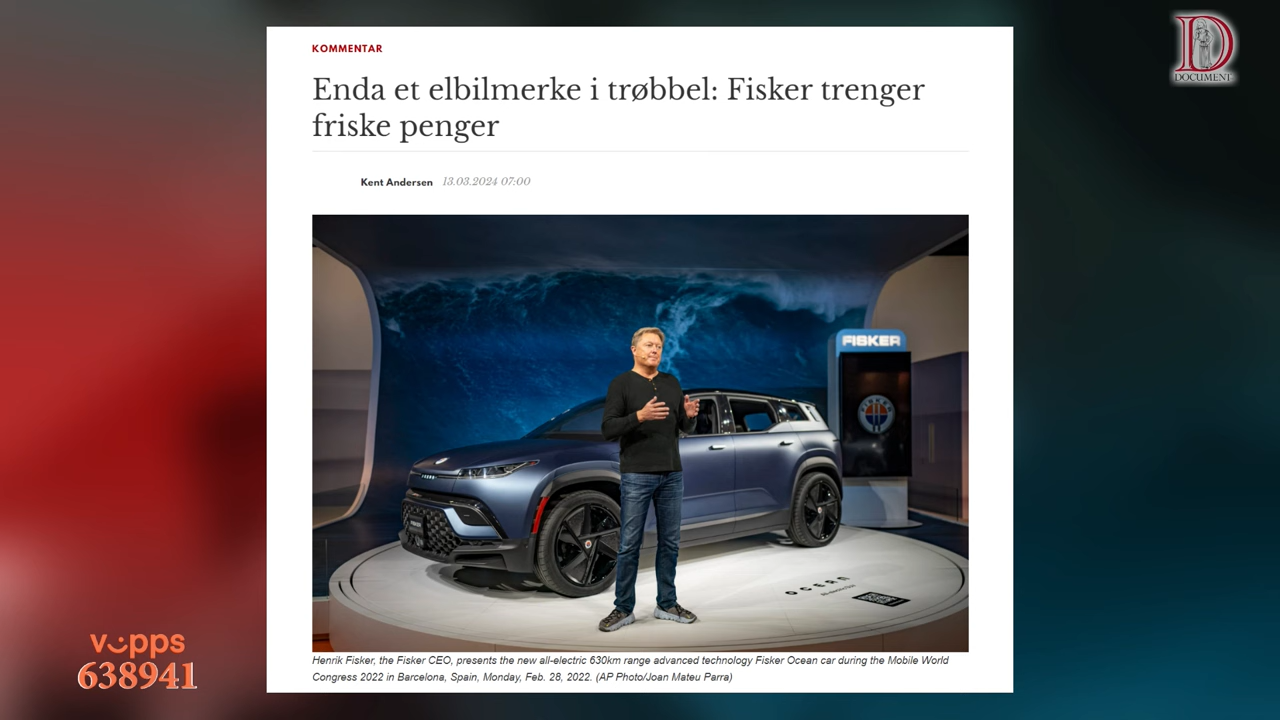 KOMMENTAR
Enda et elbilmerke i trøbbel: Fisker trenger
friske penger
Kent Andersen 13.03.2024 07:00
FISKER
OCEAN
Henrik Fisker, the Fisker CEO, presents the new all-electric 630km range advanced technology Fisker Ocean car during the Mobile World
Congress 2022 in Barcelona, Spain, Monday, Feb. 28, 2022. (AP Photo/Joan Mateu Parra)
DOCUMENT
vipps
638941